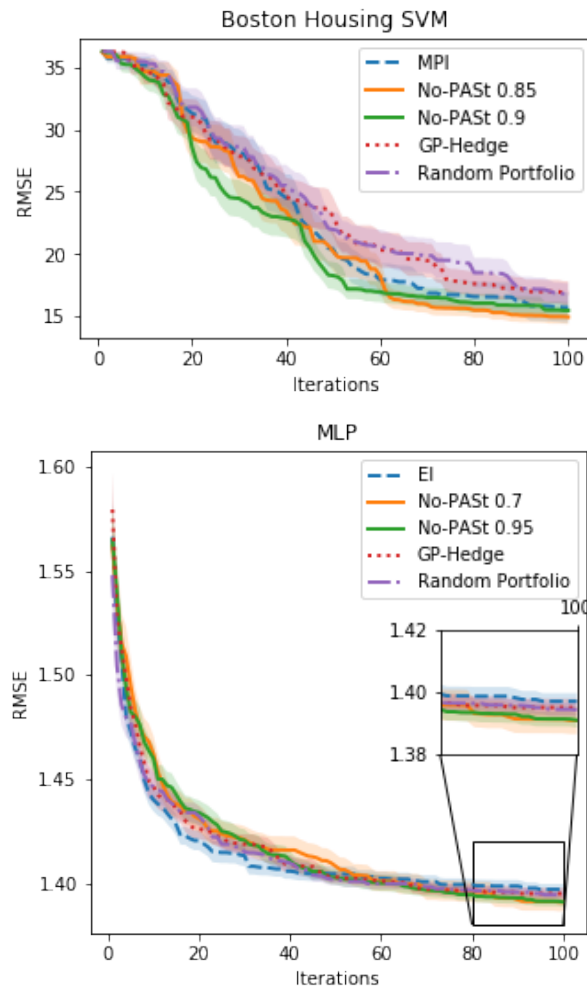 Boston Housing SVM
35
30
25
20
15
RMSE
MPI
No-PASt 0.85
No-PASt 0.9
GP-Hedge
Random Portfolio
0
20
40
60
80
100
Iterations
MLP
1.60
1.55
1.50
1.45
1.40
RMSE
EI
No-PASt 0.7
No-PASt 0.95
GP-Hedge
Random Portfolio
100
1.42
1.40
1.38
0
20
40
60
80
100
Iterations